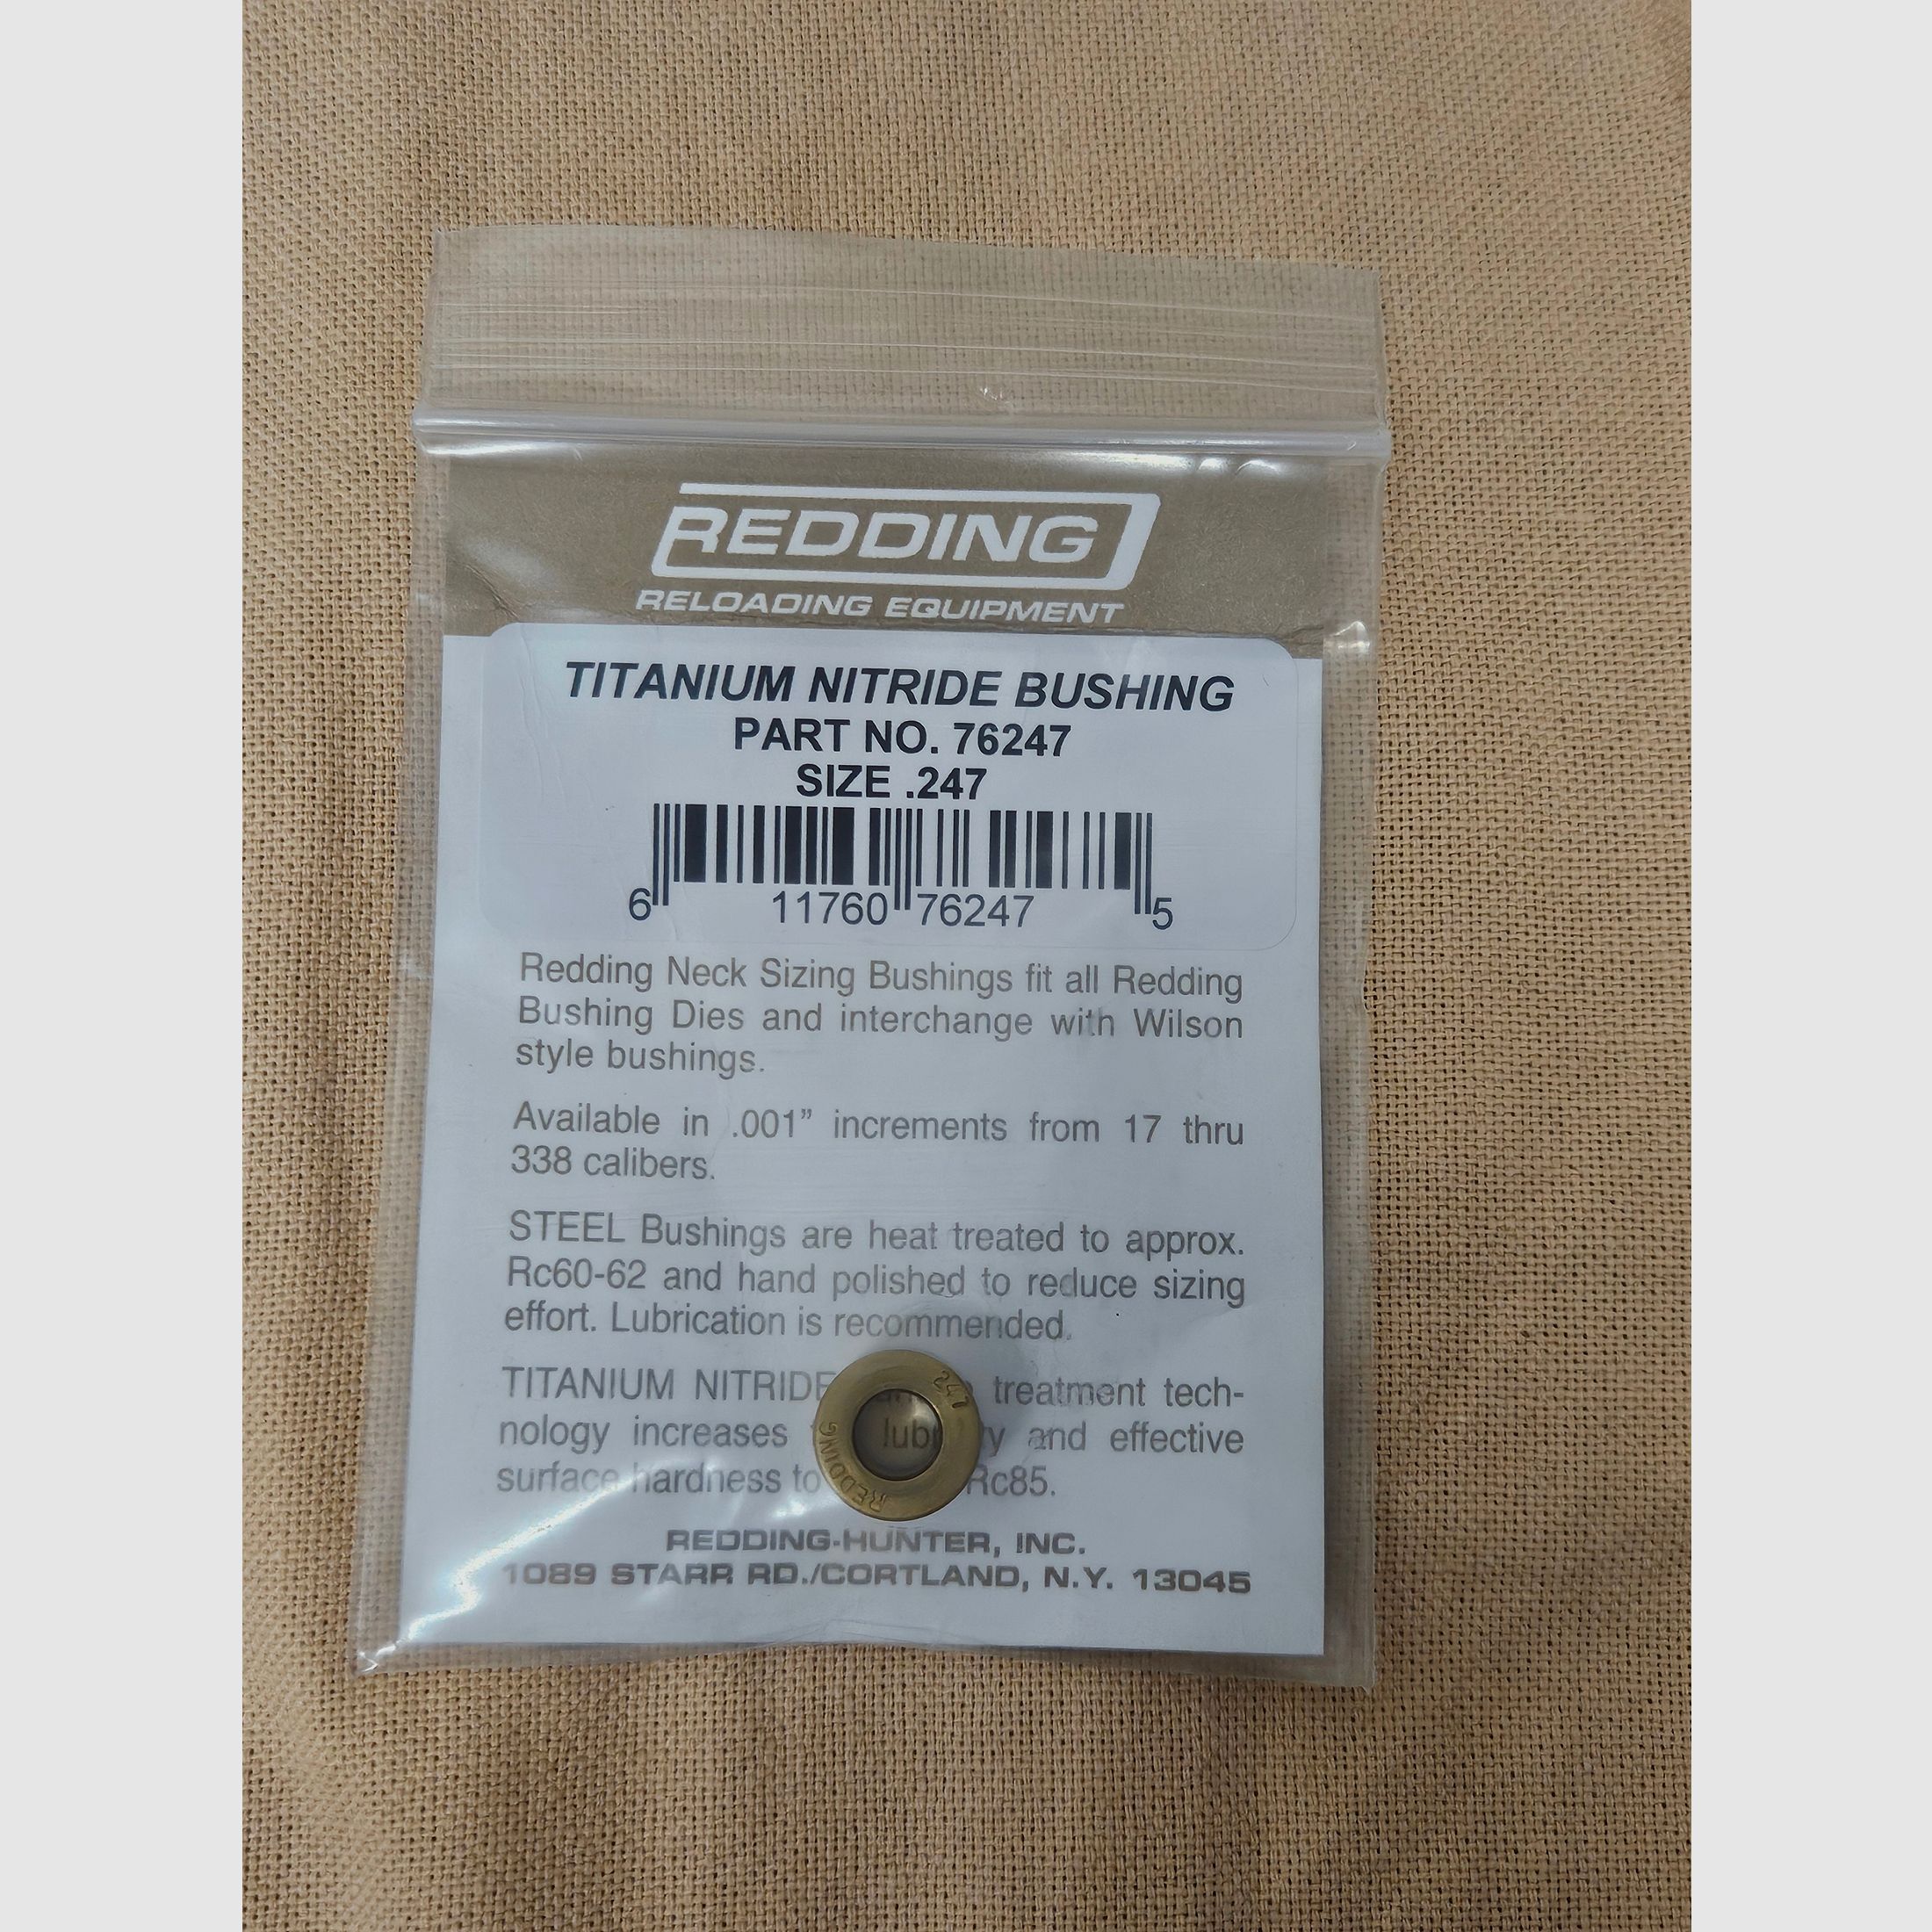 REDDING
RELOADING EQUIPMENT
TITANIUM NITRIDE BUSHING
PART NO. 76247
SIZE .247
6 11760 76247 5
Redding Neck Sizing Bushings fit all Redding
Bushing Dies and interchange with Wilson
style bushings.
Available in .001” increments from 17 thru
338 calibers.
STEEL Bushings are heat treated to approx.
Rc60-62 and hand polished to reduce sizing
effort. Lubrication is recommended.
TITANIUM NITRIDE treatment tech-
nology increases and effective
surface hardness to Rc85.
247
REDDING
REDDING-HUNTER, INC.
1089 STARR RD./CORTLAND, N.Y. 13045